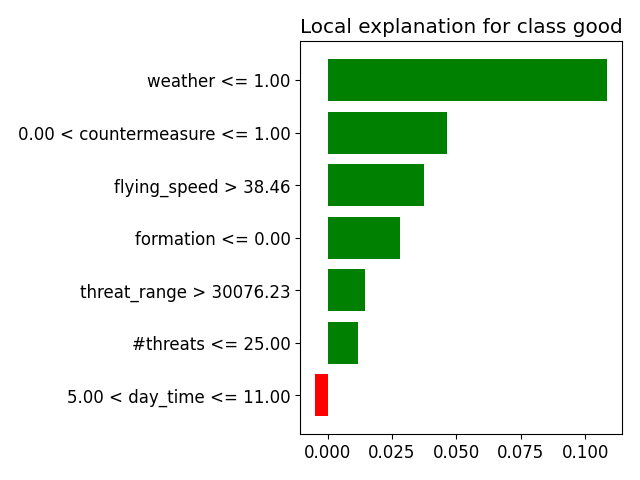 Local explanation for class good
weather <= 1.00
0.00 < countermeasure <= 1.00
flying_speed > 38.46
formation <= 0.00
threat_range > 30076.23
#threats <= 25.00
5.00 < day_time <= 11.00
0.000 0.025 0.050 0.075 0.100